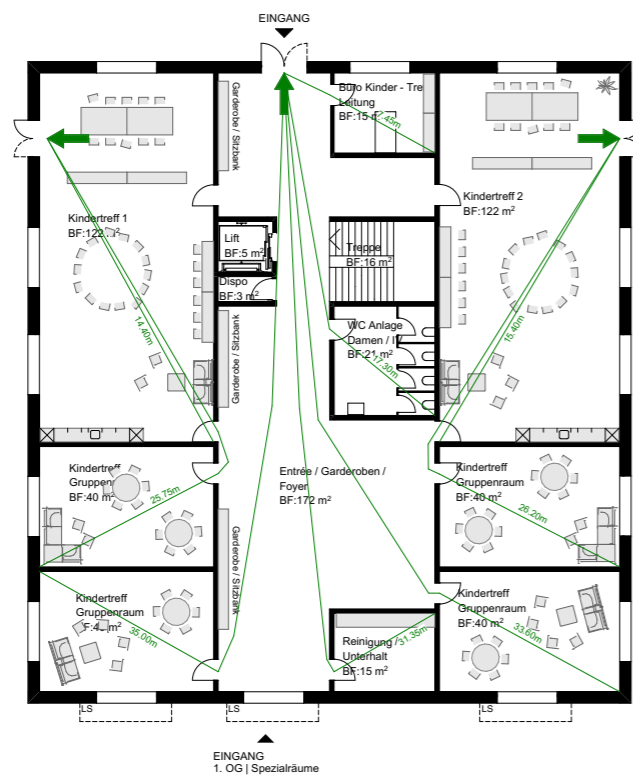 EINGANG
Büro Kinder - Tre
Leitung
BF:15 m²
7.45m
Garderobe / Sitzbank
Kindertreff 1
BF:122 m²
Kindertreff 2
BF:122 m²
Lift
BF:5 m²
Treppe
BF:16 m²
Dispo
BF:3 m²
WC Anlage
Damen / IV
BF:21 m²
17.30m
14.40m
15.40m
Garderobe / Sitzbank
Kindertreff
BF:40 m²
25.75m
Entrée / Garderoben /
Foyer
BF:172 m²
Kindertreff
Gruppenraum
BF:40 m²
26.20m
Garderobe / Sitzbank
Kindertreff
Gruppenraum
35.00m
Reinigung /
Unterhalt
BF:15 m²
31.35m
Kindertreff
Gruppenraum
BF:40 m²
33.60m
LS
LS
LS
EINGANG
1. OG | Spezialräume